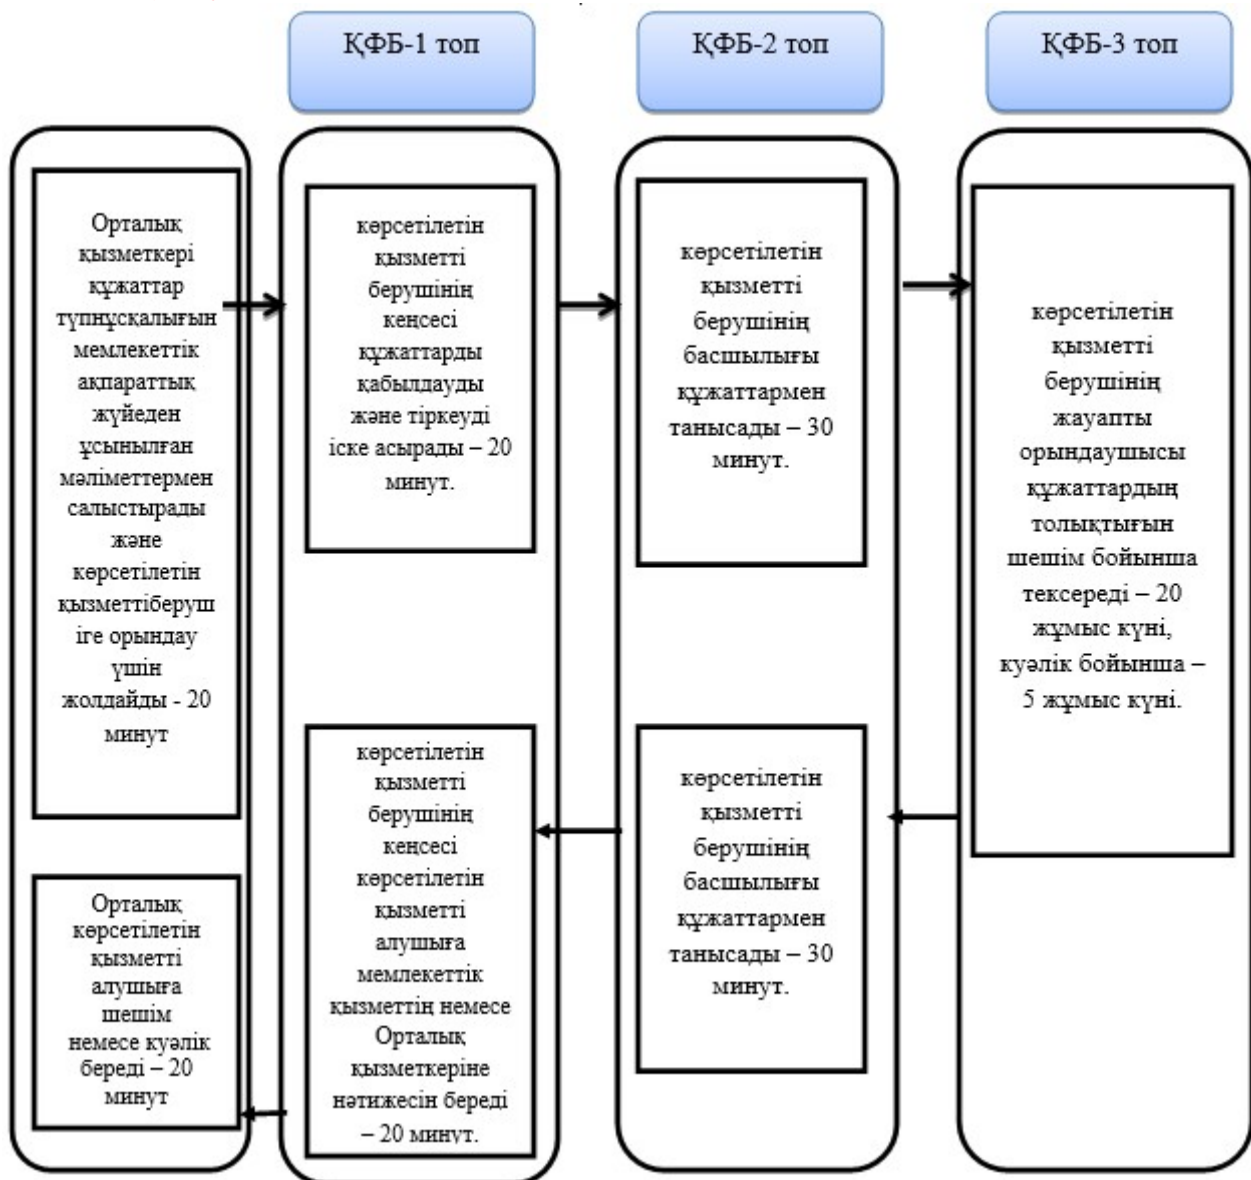 ҚФБ-1 топ
ҚФБ-2 топ
ҚФБ-3 топ
Орталық
қызметкері
құжаттар
түпнұсқалығын
мемлекеттік
ақпараттық
жүйеден
ұсынылған
мәліметтермен
салыстырады
және
көрсетілетін
қызметтіберуш
іге орындау
үшін
жолдайды - 20
минут
көрсетілетін
қызметті
берушінің
кеңсесі
құжаттарды
қабылдауды
және тіркеуді
іске асырады – 20
минут.
көрсетілетін
қызметті
берушінің
басшылығы
құжаттармен
танысады – 30
минут.
көрсетілетін
қызметті
берушінің
жауапты
орындаушысы
құжаттардың
толықтығын
шешім бойынша
тексереді – 20
жұмыс күні,
куәлік бойынша –
5 жұмыс күні.
көрсетілетін
қызметті
берушінің
басшылығы
құжаттармен
танысады – 30
минут.
көрсетілетін
қызметті
берушінің
кеңсесі
көрсетілетін
қызметті
алушыға
мемлекеттік
қызметтің немесе
Орталық
қызметкеріне
нәтижесін береді
– 20 минут.
Орталық
көрсетілетін
қызметті
алушыға
шешім
немесе куәлік
береді – 20
минут